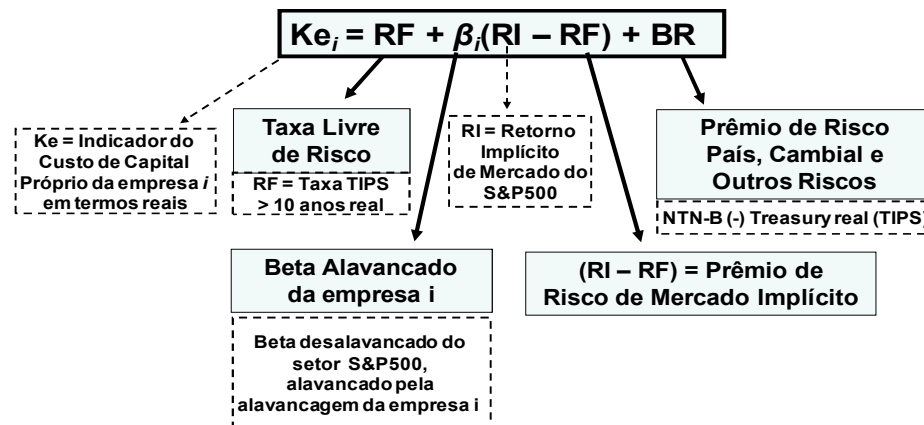 Ke𝑖 = RF + β𝑖(RI – RF) + BR
Ke = Indicador do
Custo de Capital
Próprio da empresa i
em termos reais
Taxa Livre
de Risco
RF = Taxa TIPS
> 10 anos real
RI = Retorno
Implícito
de Mercado do
S&P500
Prêmio de Risco
País, Cambial e
Outros Riscos
NTN-B (-) Treasury real (TIPS)
Beta Alavancado
da empresa i
Beta desalavancado do
setor S&P500,
alavancado pela
alavancagem da empresa i
(RI – RF) = Prêmio de
Risco de Mercado Implícito